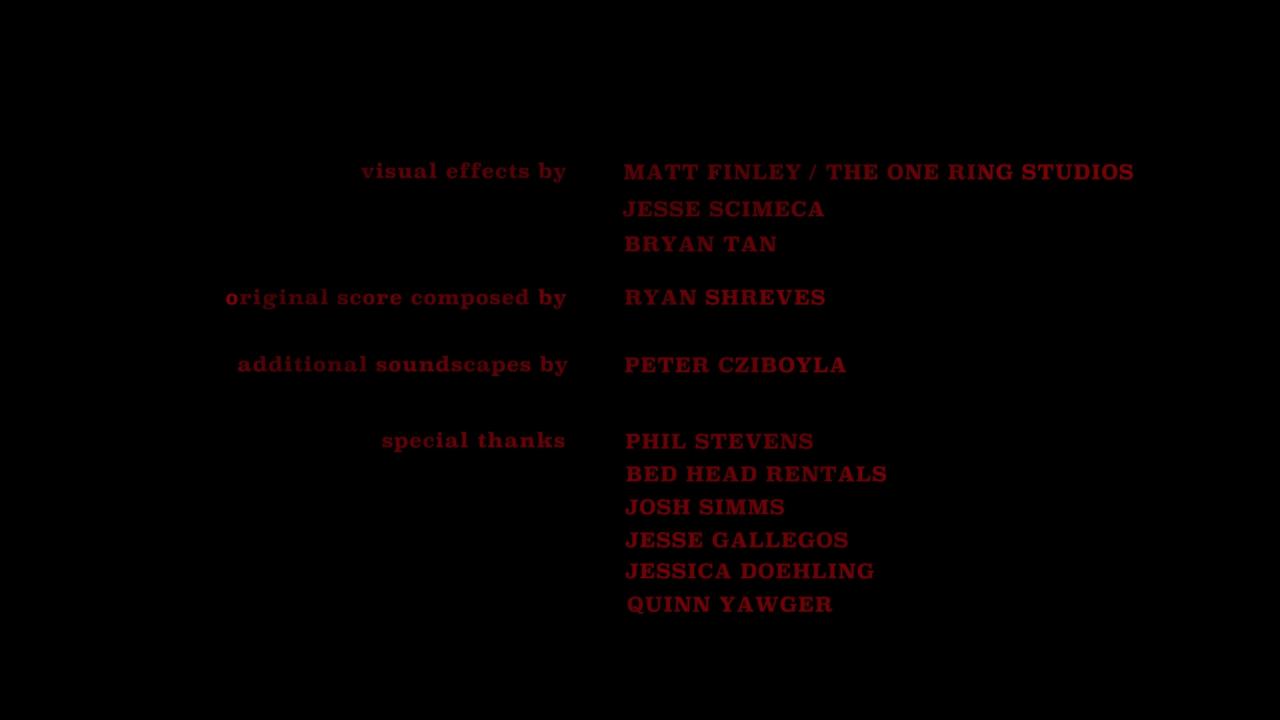 visual effects by MATT FINLEY / THE ONE RING STUDIOS
JESSE SCIMECA
BRYAN TAN
original score composed by RYAN SHREVES
additional soundscapes by PETER CZIBOYLA
special thanks PHIL STEVENS
BED HEAD RENTALS
JOSH SIMMS
JESSE GALLEGOS
JESSICA DOEHLING
QUINN YAWGER